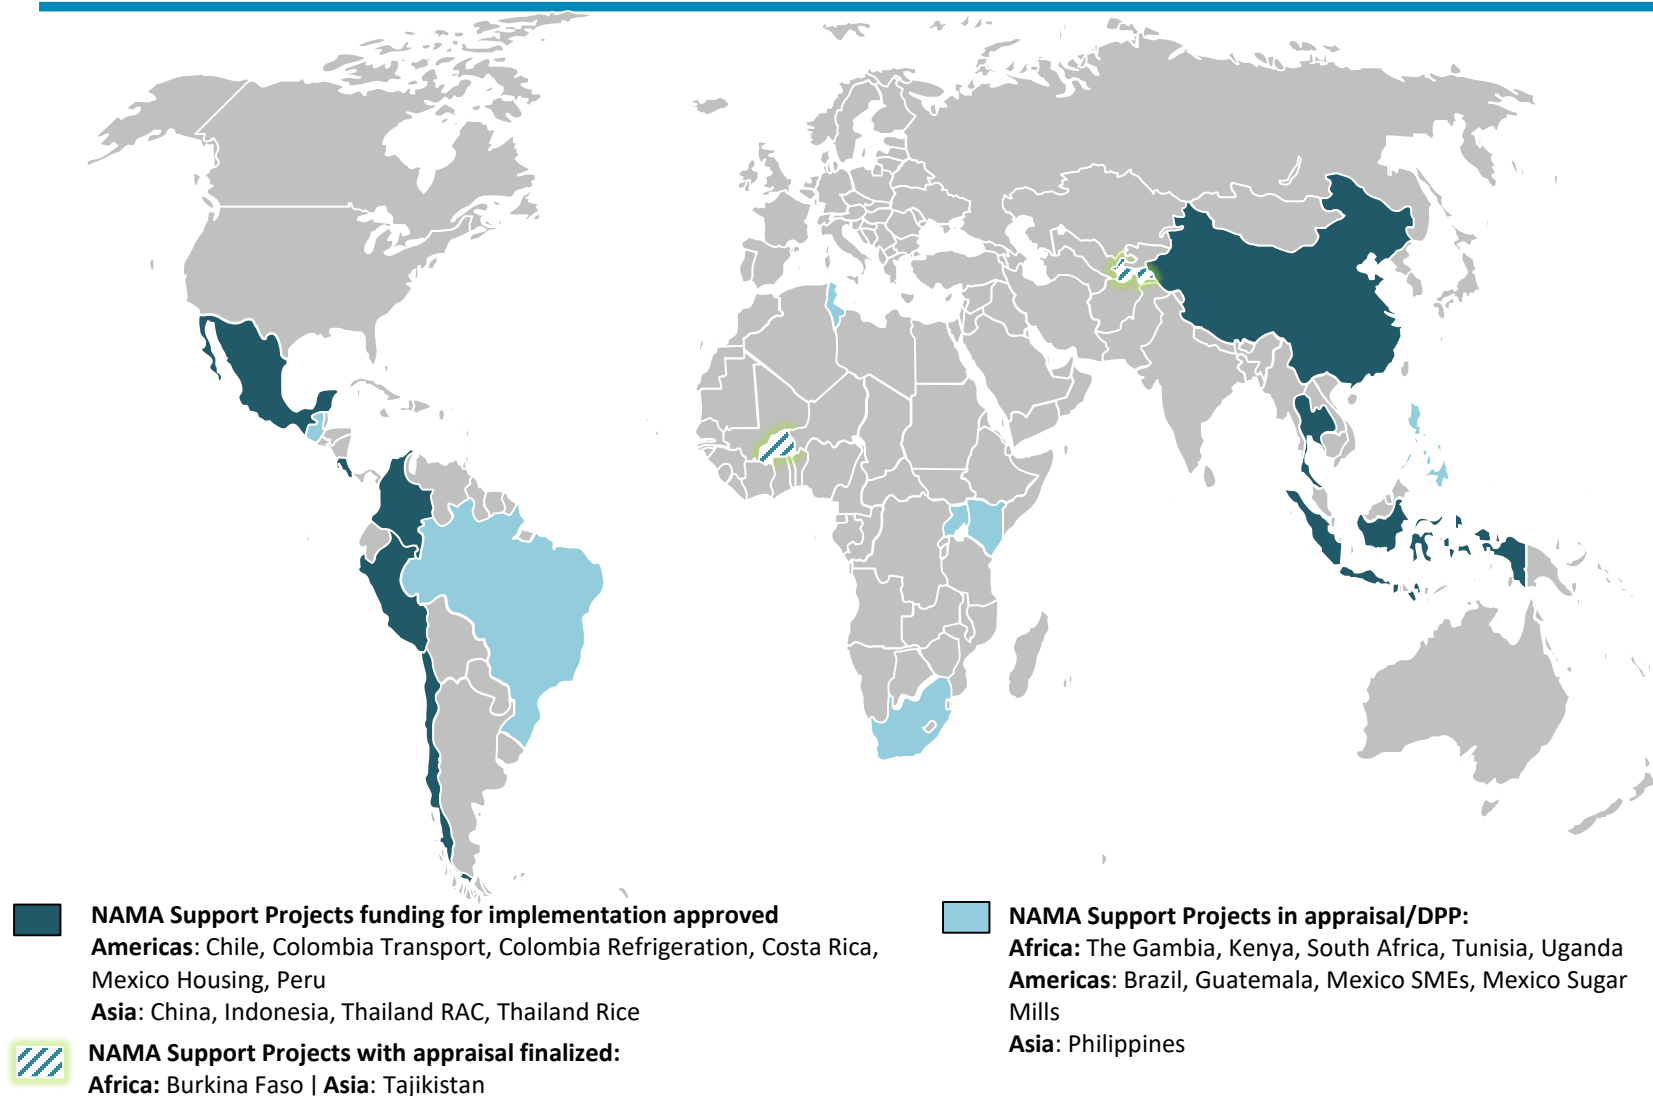 NAMA Support Projects funding for implementation approved
Americas: Chile, Colombia Transport, Colombia Refrigeration, Costa Rica,
Mexico Housing, Peru
Asia: China, Indonesia, Thailand RAC, Thailand Rice
NAMA Support Projects with appraisal finalized:
Africa: Burkina Faso | Asia: Tajikistan
NAMA Support Projects in appraisal/DPP:
Africa: The Gambia, Kenya, South Africa, Tunisia, Uganda
Americas: Brazil, Guatemala, Mexico SMEs, Mexico Sugar
Mills
Asia: Philippines